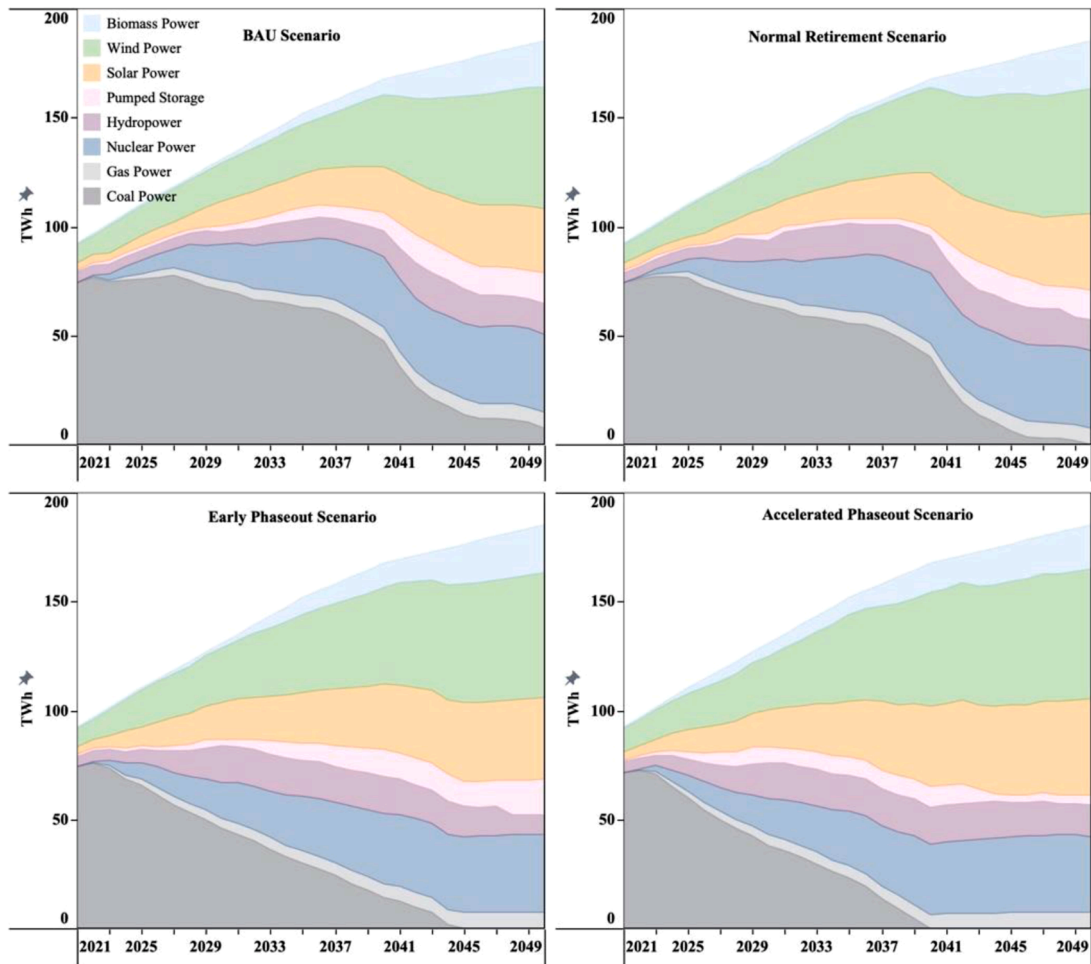 200
Biomass Power
Wind Power
Solar Power
Pumped Storage
Hydropower
Nuclear Power
Gas Power
Coal Power
BAU Scenario
150
100
50
0
TWh
2021 2025 2029 2033 2037 2041 2045 2049
200
Normal Retirement Scenario
150
100
50
0
TWh
2021 2025 2029 2033 2037 2041 2045 2049
200
Early Phaseout Scenario
150
100
50
0
TWh
2021 2025 2029 2033 2037 2041 2045 2049
200
Accelerated Phaseout Scenario
150
100
50
0
TWh
2021 2025 2029 2033 2037 2041 2045 2049